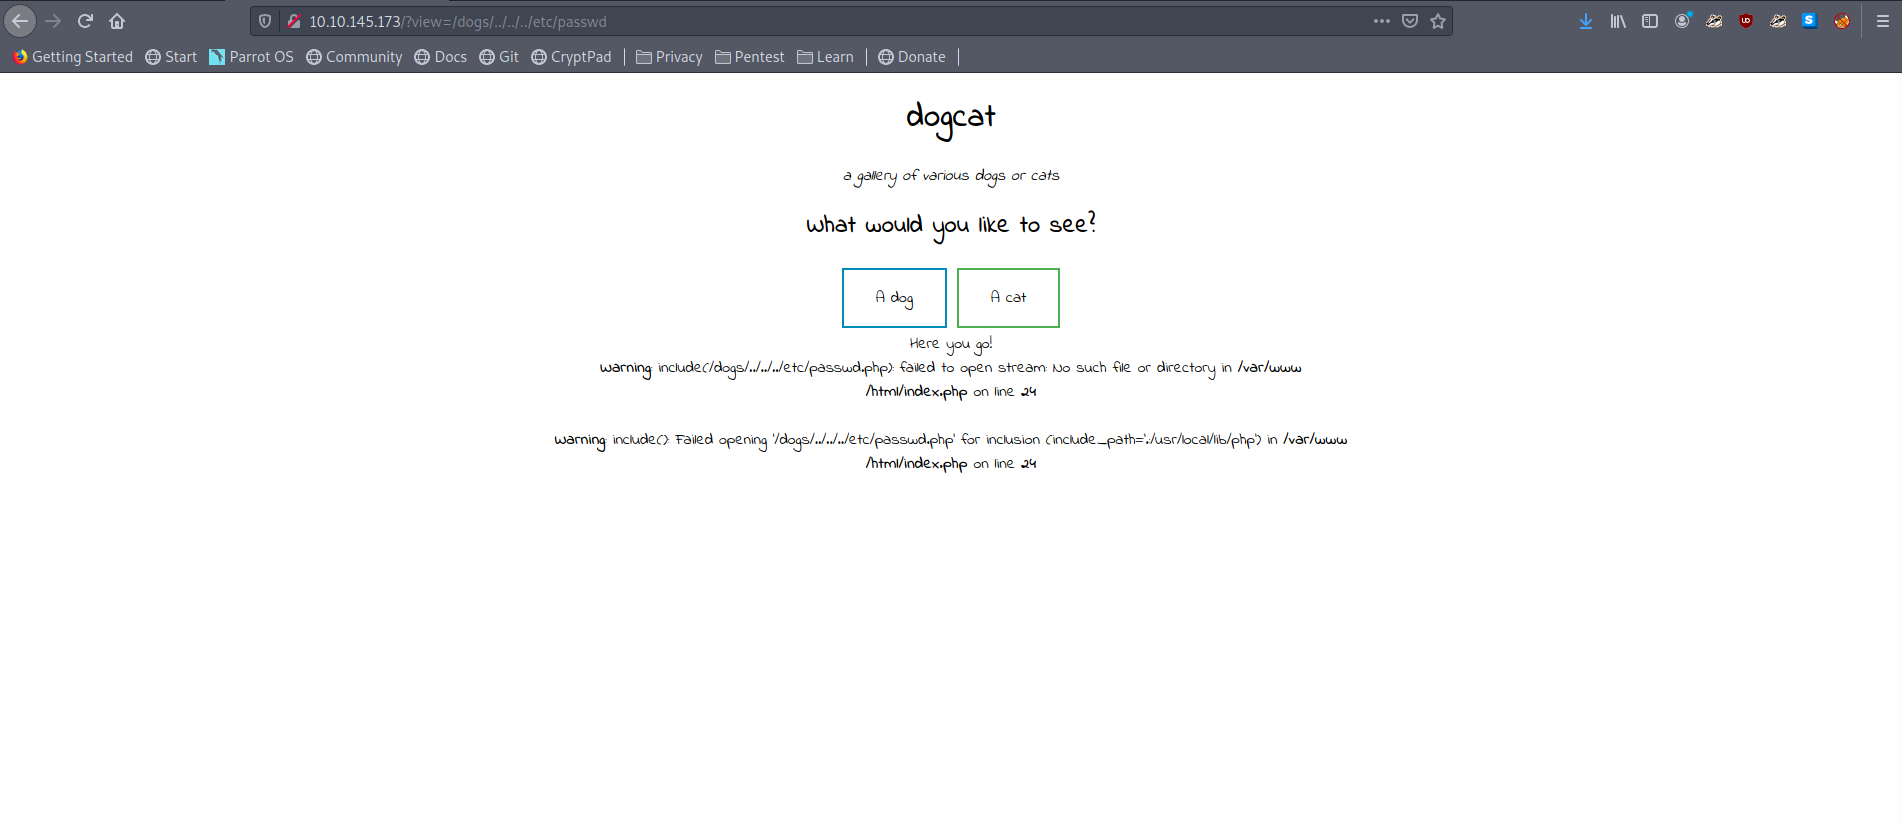 10.10.145.173/?view=/dogs/../../../etc/passwd
Getting Started Start Parrot OS Community Docs Git CryptPad Privacy Pentest Learn Donate
dogcat
a gallery of various dogs or cats
What would you like to see?
A dog A cat
Here you go!
Warning: include(/dogs/../../../etc/passwd.php): failed to open stream: No such file or directory in /var/www
/html/index.php on line 24
Warning: include(): Failed opening '/dogs/../../../etc/passwd.php' for inclusion (include_path='.:/usr/local/lib/php') in /var/www
/html/index.php on line 24